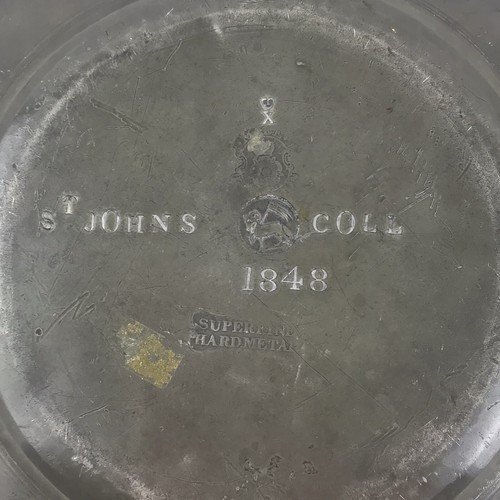 X
ST JOHNS COLL
1848
SUPERFINE
HARDMETAL